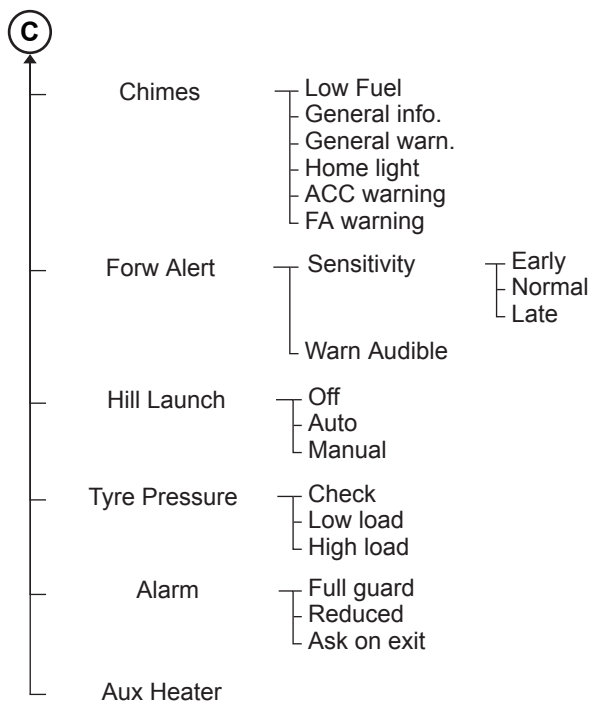 C
Chimes
Low Fuel
General info.
General warn.
Home light
ACC warning
FA warning
Forw Alert
Sensitivity
Early
Normal
Late
Warn Audible
Hill Launch
Off
Auto
Manual
Tyre Pressure
Check
Low load
High load
Alarm
Full guard
Reduced
Ask on exit
Aux Heater